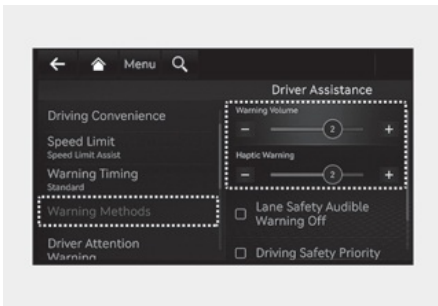 Menu
Driver Assistance
Driving Convenience
Speed Limit
Speed Limit Assist
Warning Timing
Standard
Warning Methods
Driver Attention
Warning
Warning Volume
− 2 +
Haptic Warning
− 2 +
Lane Safety Audible
Warning Off
Driving Safety Priority